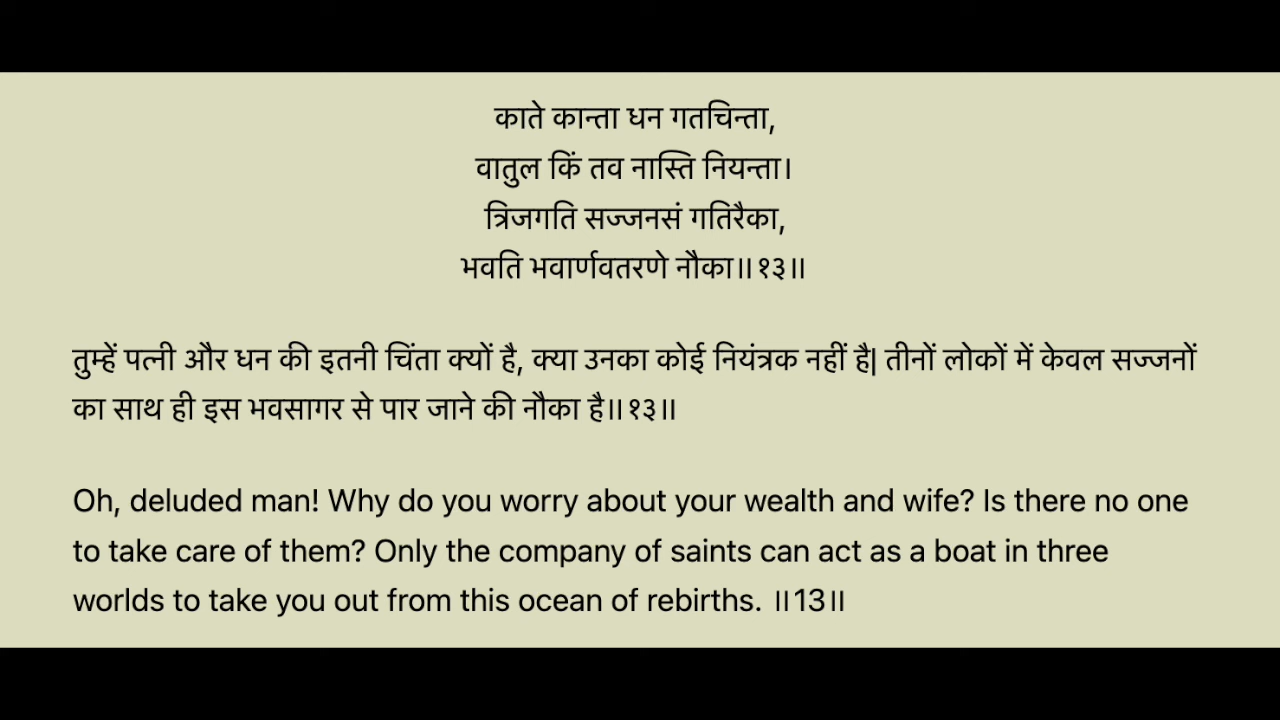 काते कान्ता धन गतचिन्ता,
वातुल किं तव नास्ति नियन्ता।
त्रिजगति सज्जनसं गतिरैका,
भवति भवार्णवतरणे नौका॥१३॥
तुम्हें पत्नी और धन की इतनी चिंता क्यों है, क्या उनका कोई नियंत्रक नहीं है| तीनों लोकों में केवल सज्जनों
का साथ ही इस भवसागर से पार जाने की नौका है॥१३॥
Oh, deluded man! Why do you worry about your wealth and wife? Is there no one
to take care of them? Only the company of saints can act as a boat in three
worlds to take you out from this ocean of rebirths. ॥13॥